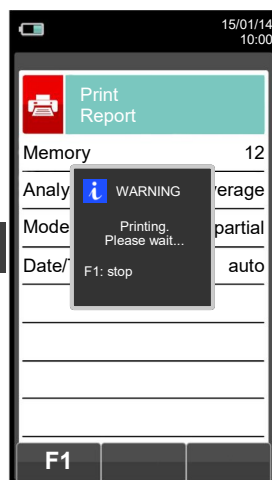 15/01/14
10:00
Print
Report
Memory 12
Analy verage
Mode partial
Date/ auto
i WARNING
Printing.
Please wait...
F1: stop
F1